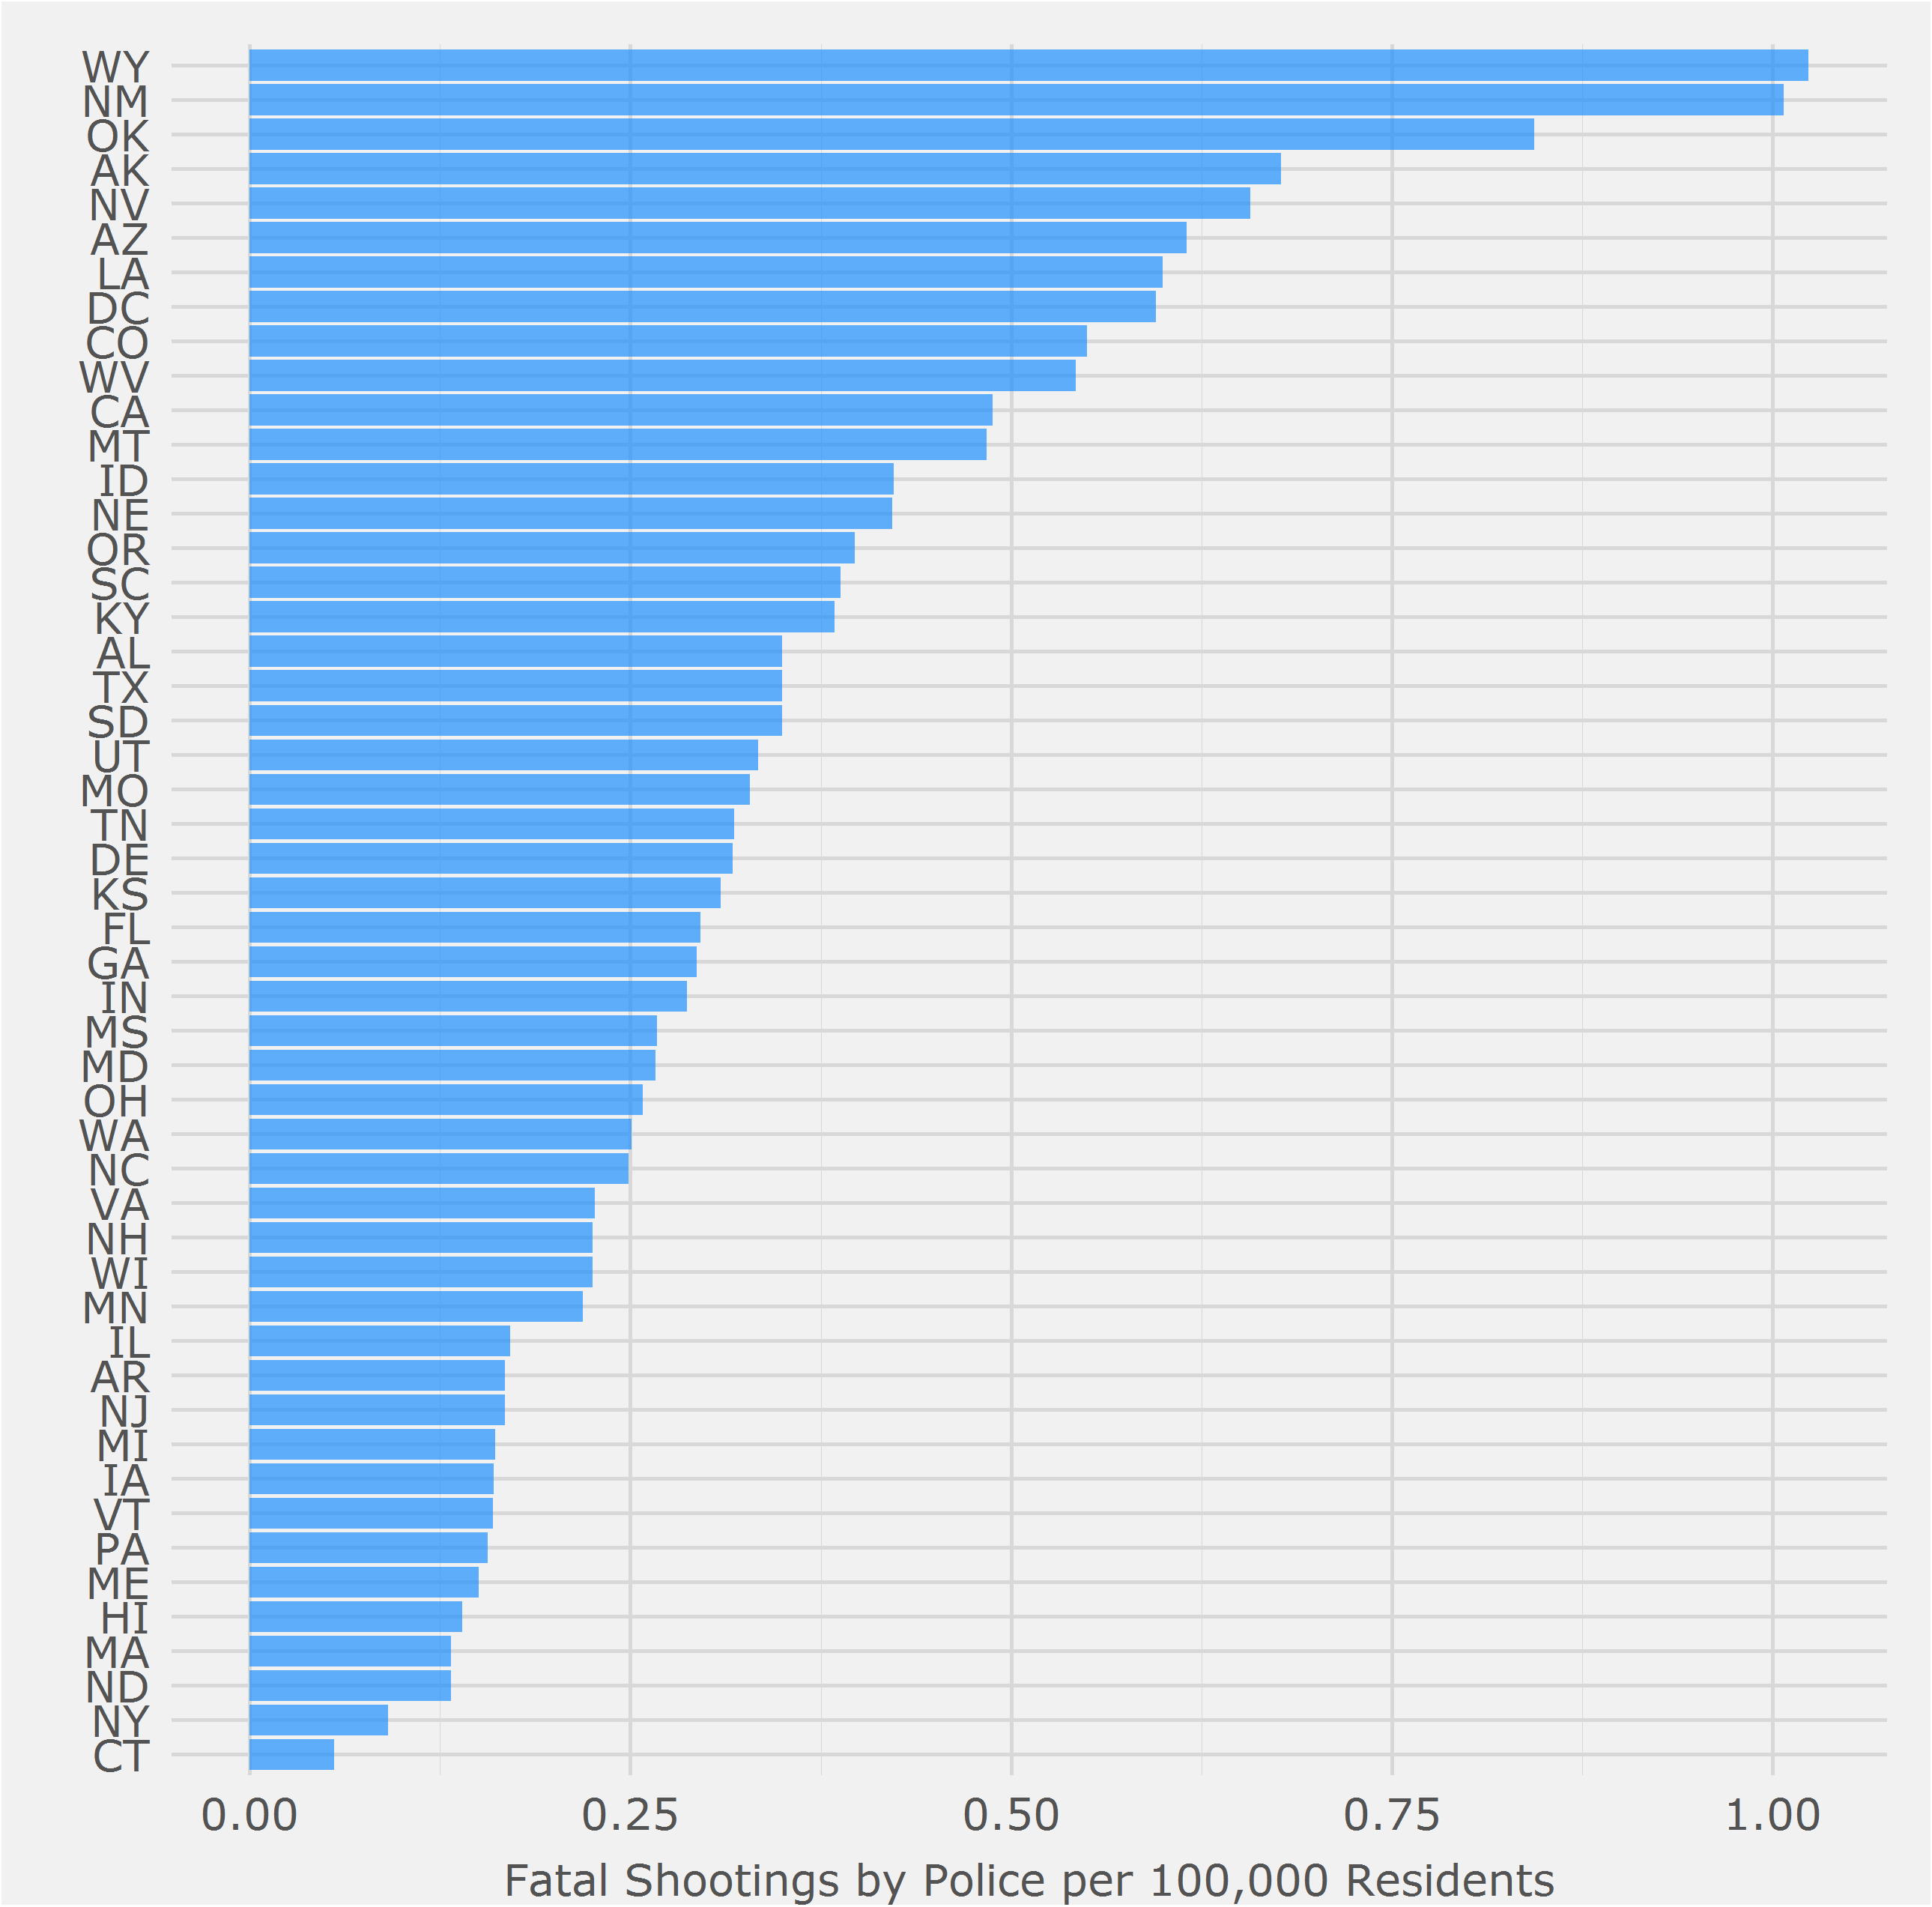 WY
NM
OK
AK
NV
AZ
LA
DC
CO
WV
CA
MT
ID
NE
OR
SC
KY
AL
TX
SD
UT
MO
TN
DE
KS
FL
GA
IN
MS
MD
OH
WA
NC
VA
NH
WI
MN
IL
AR
NJ
MI
IA
VT
PA
ME
HI
MA
ND
NY
CT
0.00 0.25 0.50 0.75 1.00
Fatal Shootings by Police per 100,000 Residents